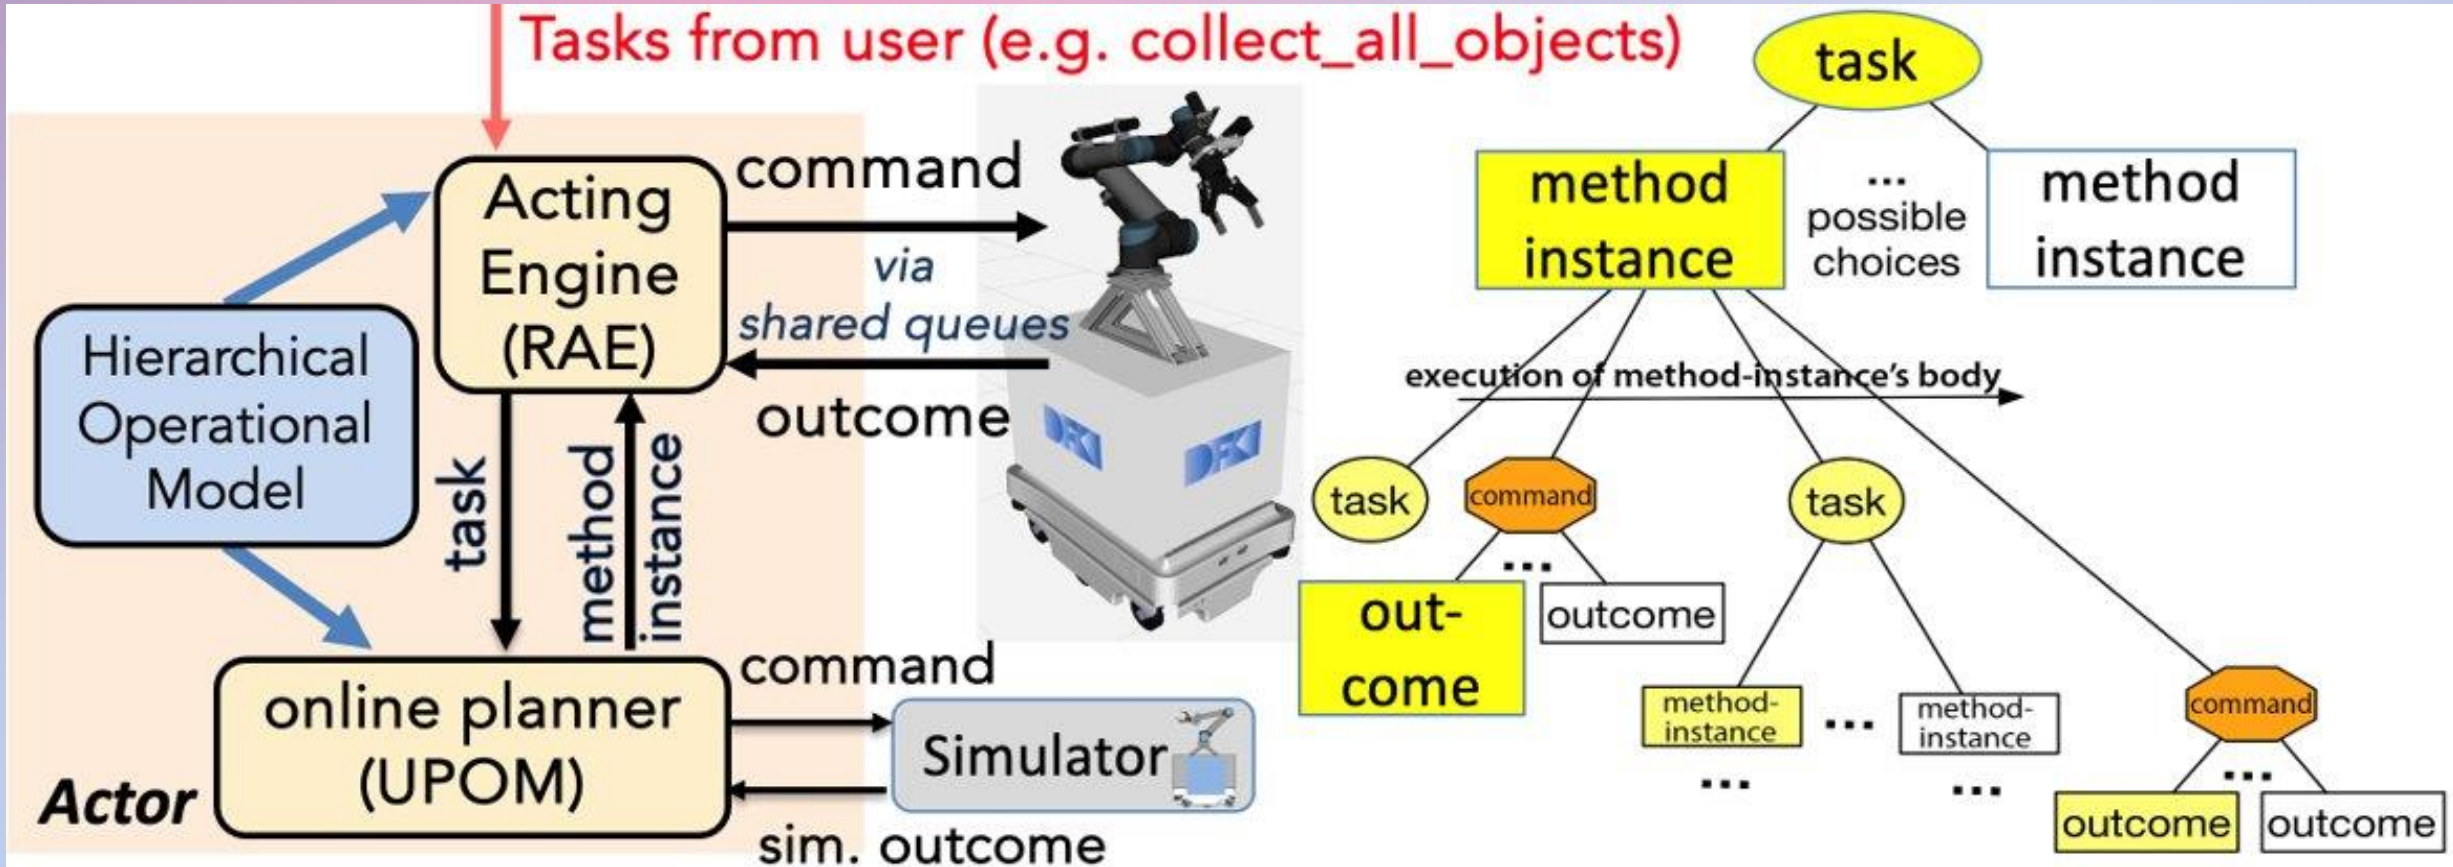 Tasks from user (e.g. collect_all_objects)
Acting
Engine
(RAE)
command
via
shared queues
outcome
Hierarchical
Operational
Model
task
method
instance
online planner
(UPOM)
Actor
command
Simulator
sim. outcome
DFKI
DFKI
task
method
instance
...
possible
choices
method
instance
execution of method-instance's body
task
command
task
...
out-
come
outcome
method-
instance
...
method-
instance
...
...
command
...
outcome
outcome